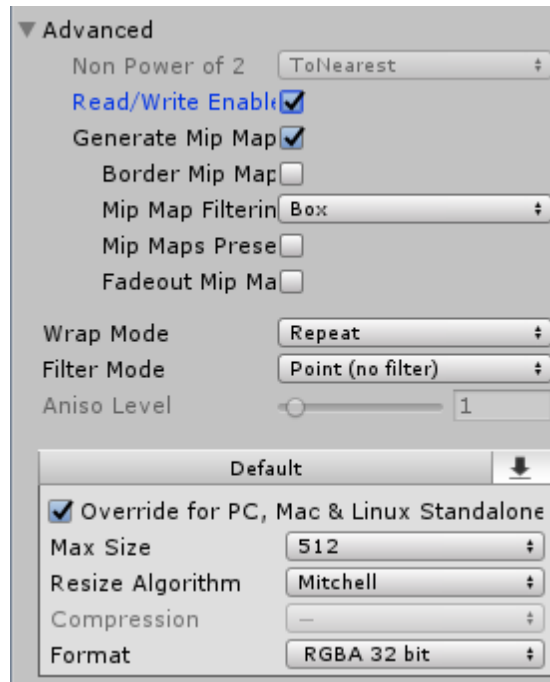 Advanced
Non Power of 2 ToNearest
Read/Write Enable
Generate Mip Map
Border Mip Map
Mip Map Filterin Box
Mip Maps Prese
Fadeout Mip Ma
Wrap Mode Repeat
Filter Mode Point (no filter)
Aniso Level 1
Default
Override for PC, Mac & Linux Standalone
Max Size 512
Resize Algorithm Mitchell
Compression —
Format RGBA 32 bit